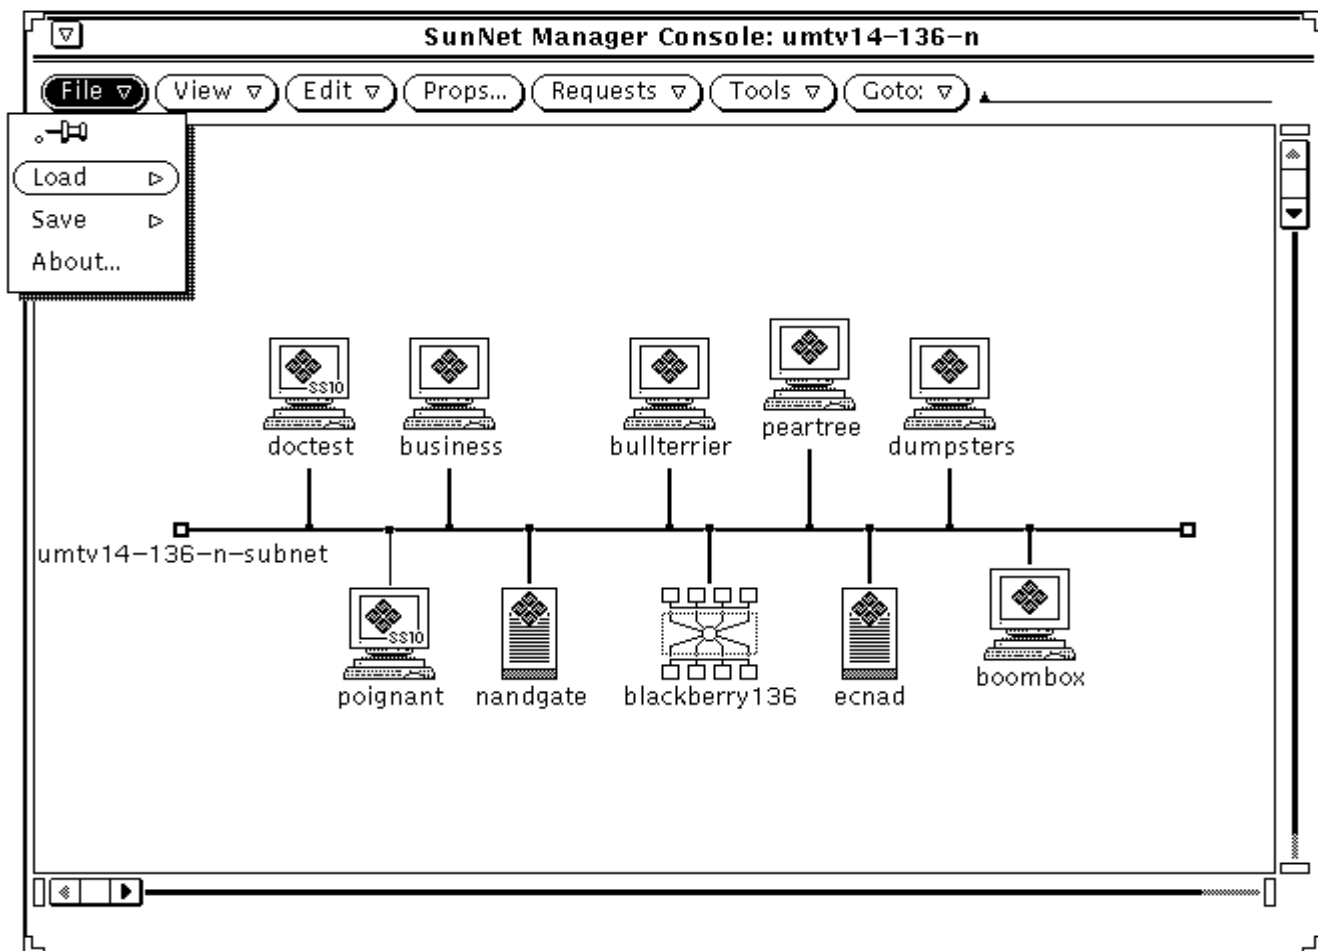 SunNet Manager Console: umtv14-136-n
File View Edit Props... Requests Tools Goto:
Load
Save
About...
SS10
doctest business bullterrier peartree dumpsters
umtv14-136-n-subnet
SS10
poignant nandgate blackberry136 ecnad boombox